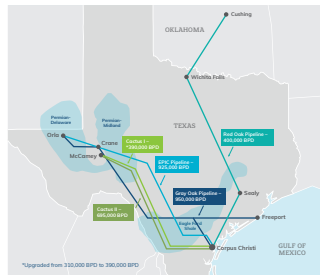 Cushing
OKLAHOMA
Wichita Falls
Permian-
Delaware
Permian-
Midland
TEXAS
Orla
Crane
McCamey
Cactus I -
*390,000 BPD
Red Oak Pipeline -
400,000 BPD
EPIC Pipeline -
925,000 BPD
Gray Oak Pipeline -
850,000 BPD
Cactus II -
685,000 BPD
Sealy
Freeport
Eagle Ford
Shale
Corpus Christi
GULF OF
MEXICO
*Upgraded from 310,000 BPD to 390,000 BPD